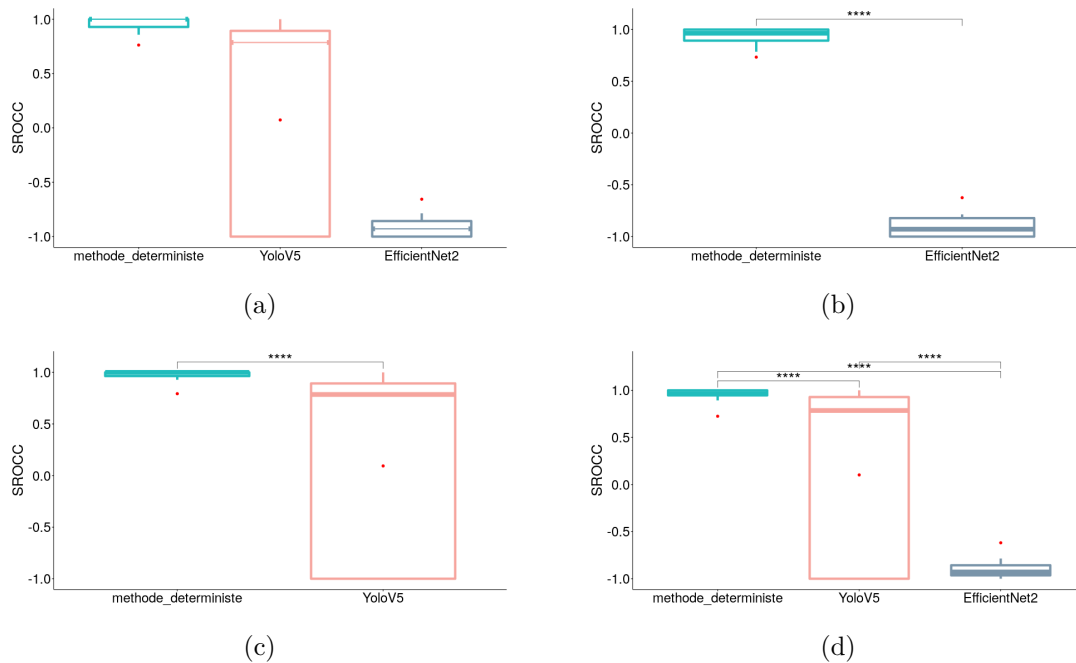 1.0
0.5
0.0
-0.5
-1.0
SROCC
methode_deterministe YoloV5 EfficientNet2
(a)
****
1.0
0.5
0.0
-0.5
-1.0
SROCC
methode_deterministe EfficientNet2
(b)
****
1.0
0.5
0.0
-0.5
-1.0
SROCC
methode_deterministe YoloV5
(c)
****
****
****
1.0
0.5
0.0
-0.5
-1.0
SROCC
methode_deterministe YoloV5 EfficientNet2
(d)